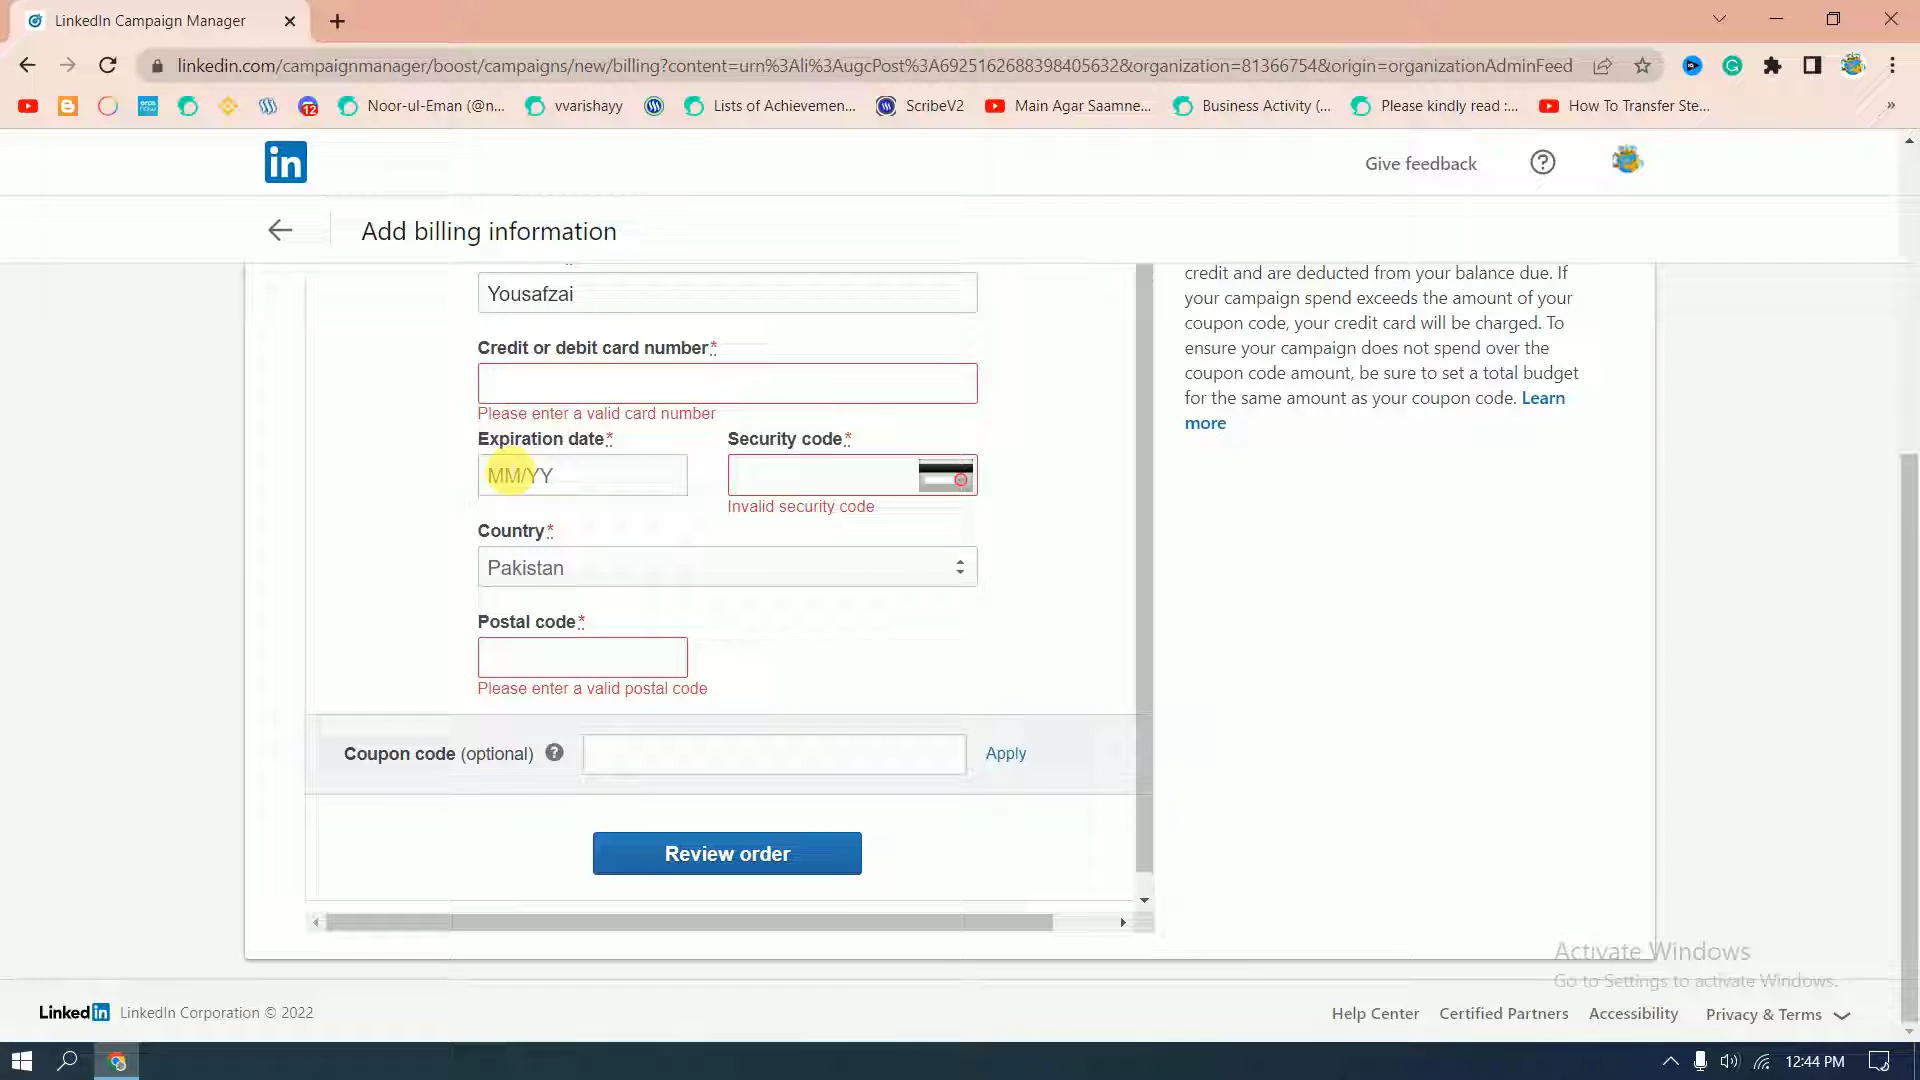 LinkedIn Campaign Manager
linkedin.com/campaignmanager/boost/campaigns/new/billing?content=urn%3Ali%3AugcPost%3A6925162688398405632&organization=81366754&origin=organizationAdminFeed
12
Noor-ul-Eman (@n...
vvarishayy
Lists of Achievemen...
ScribeV2
Main Agar Saamne...
Business Activity (...
Please kindly read :...
How To Transfer Ste...
in
Give feedback
Add billing information
Yousafzai
Credit or debit card number*
Please enter a valid card number
Expiration date*
Security code*
MM/YY
Invalid security code
Country*
Pakistan
Postal code*
Please enter a valid postal code
Coupon code (optional)
Apply
Review order
credit and are deducted from your balance due. If
your campaign spend exceeds the amount of your
coupon code, your credit card will be charged. To
ensure your campaign does not spend over the
coupon code amount, be sure to set a total budget
for the same amount as your coupon code. Learn
more
Activate Windows
Go to Settings to activate Windows.
LinkedIn LinkedIn Corporation © 2022
Help Center
Certified Partners
Accessibility
Privacy & Terms
12:44 PM